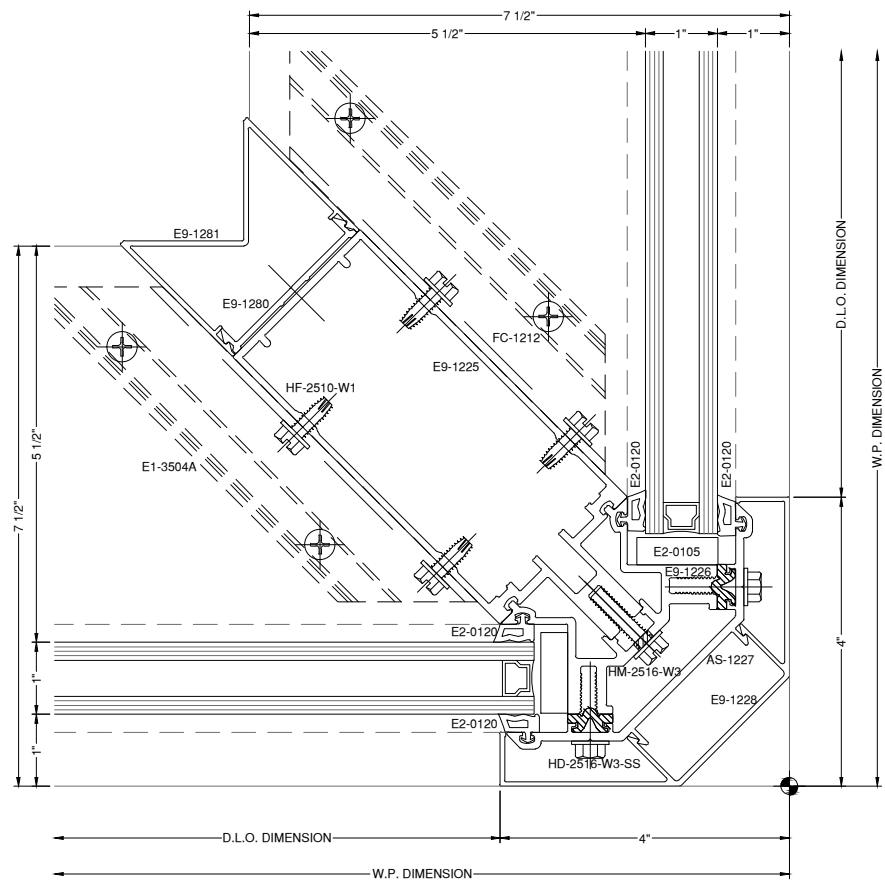 7 1/2"
5 1/2"
1"
1"
D.L.O. DIMENSION
W.P. DIMENSION
E9-1281
E9-1280
FC-1212
E9-1225
HF-2510-W1
E1-3504A
5 1/2"
7 1/2"
E2-0120
E2-0120
E2-0105
E9-1226
E2-0120
1"
HM-2516-W3
AS-1227
E9-1228
4"
E2-0120
1"
HD-2516-W3-SS
D.L.O. DIMENSION
4"
W.P. DIMENSION